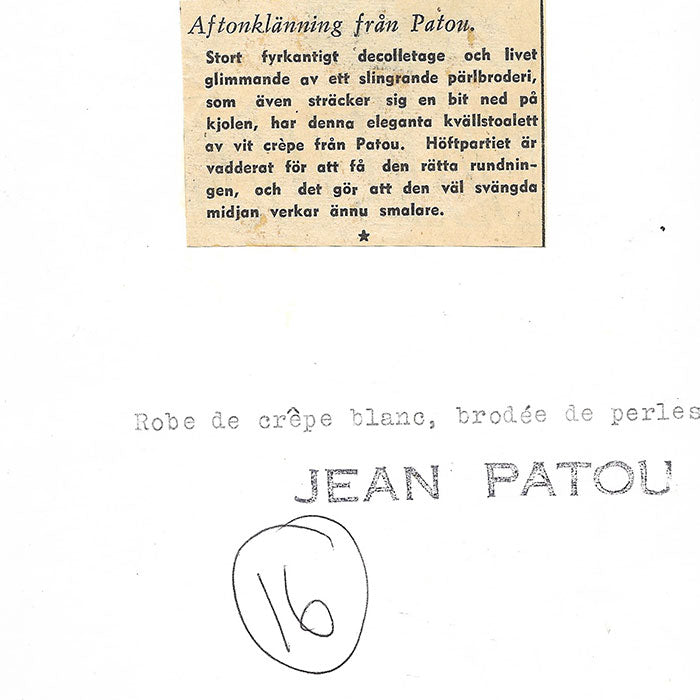 Aftonklänning från Patou.
Stort fyrkantigt decolletage och livet
glimmande av ett slingrande pärlbroderi,
som även sträcker sig en bit ned på
kjolen, har denna eleganta kvällstoalett
av vit crèpe från Patou. Höftpartiet är
vadderat för att få den rätta rundnin-
gen, och det gör att den väl svängda
midjan verkar ännu smalare.
Robe de crêpe blanc, brodée de perles
JEAN PATOU
16